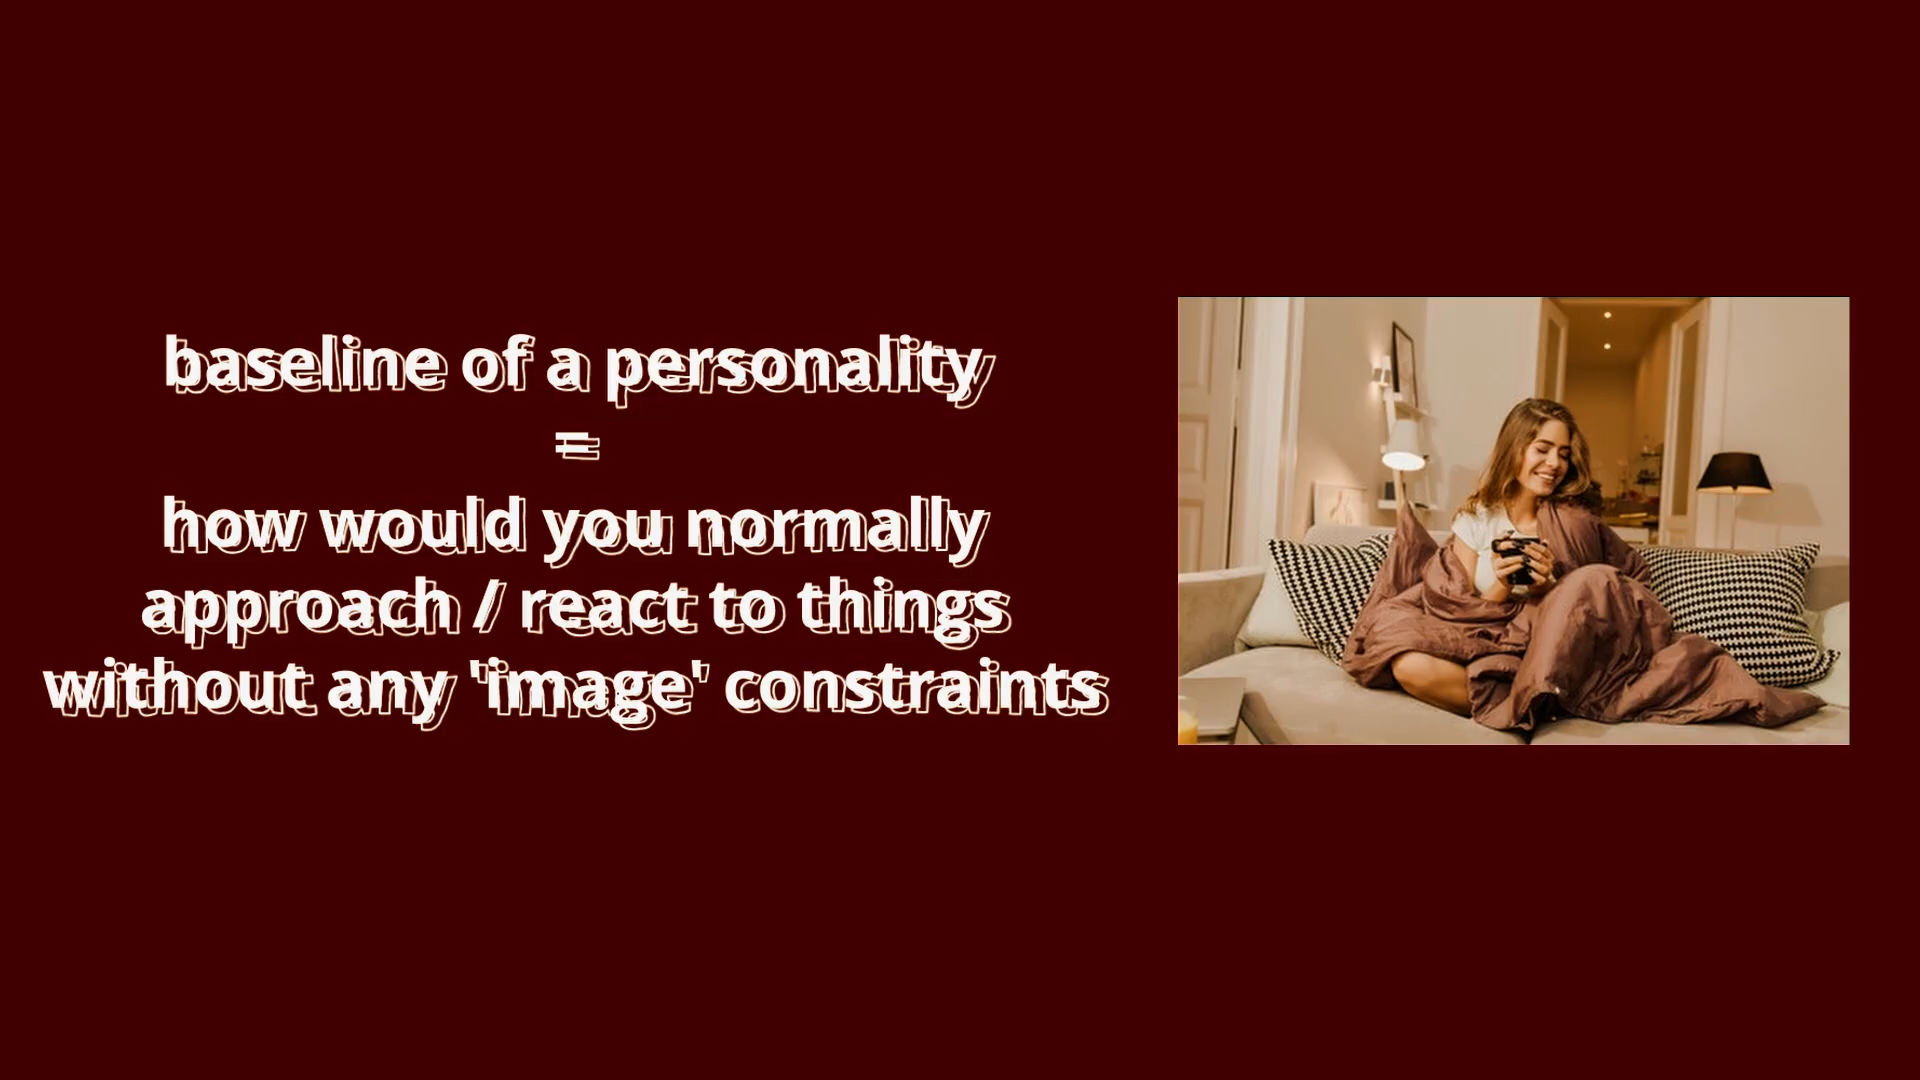 baseline of a personality
=
how would you normally
approach / react to things
without any 'image' constraints